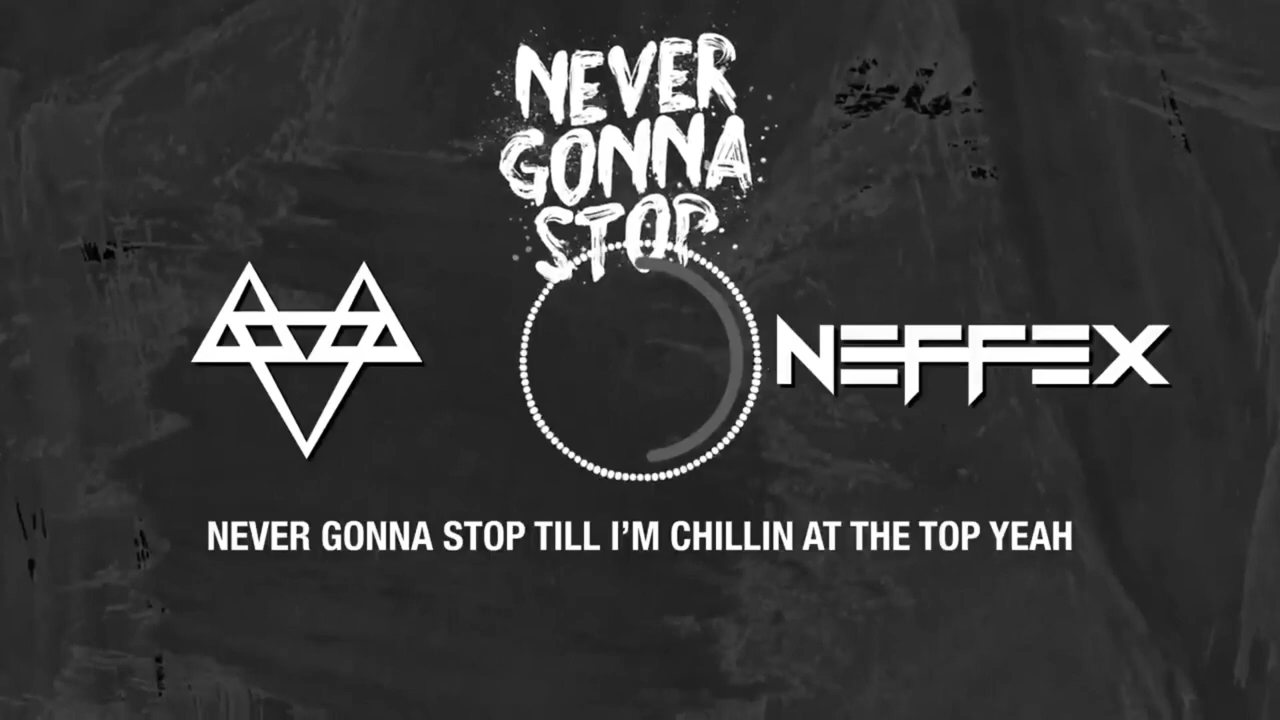 NEVER
GONNA
STOP
NEFFEX
NEVER GONNA STOP TILL I'M CHILLIN AT THE TOP YEAH